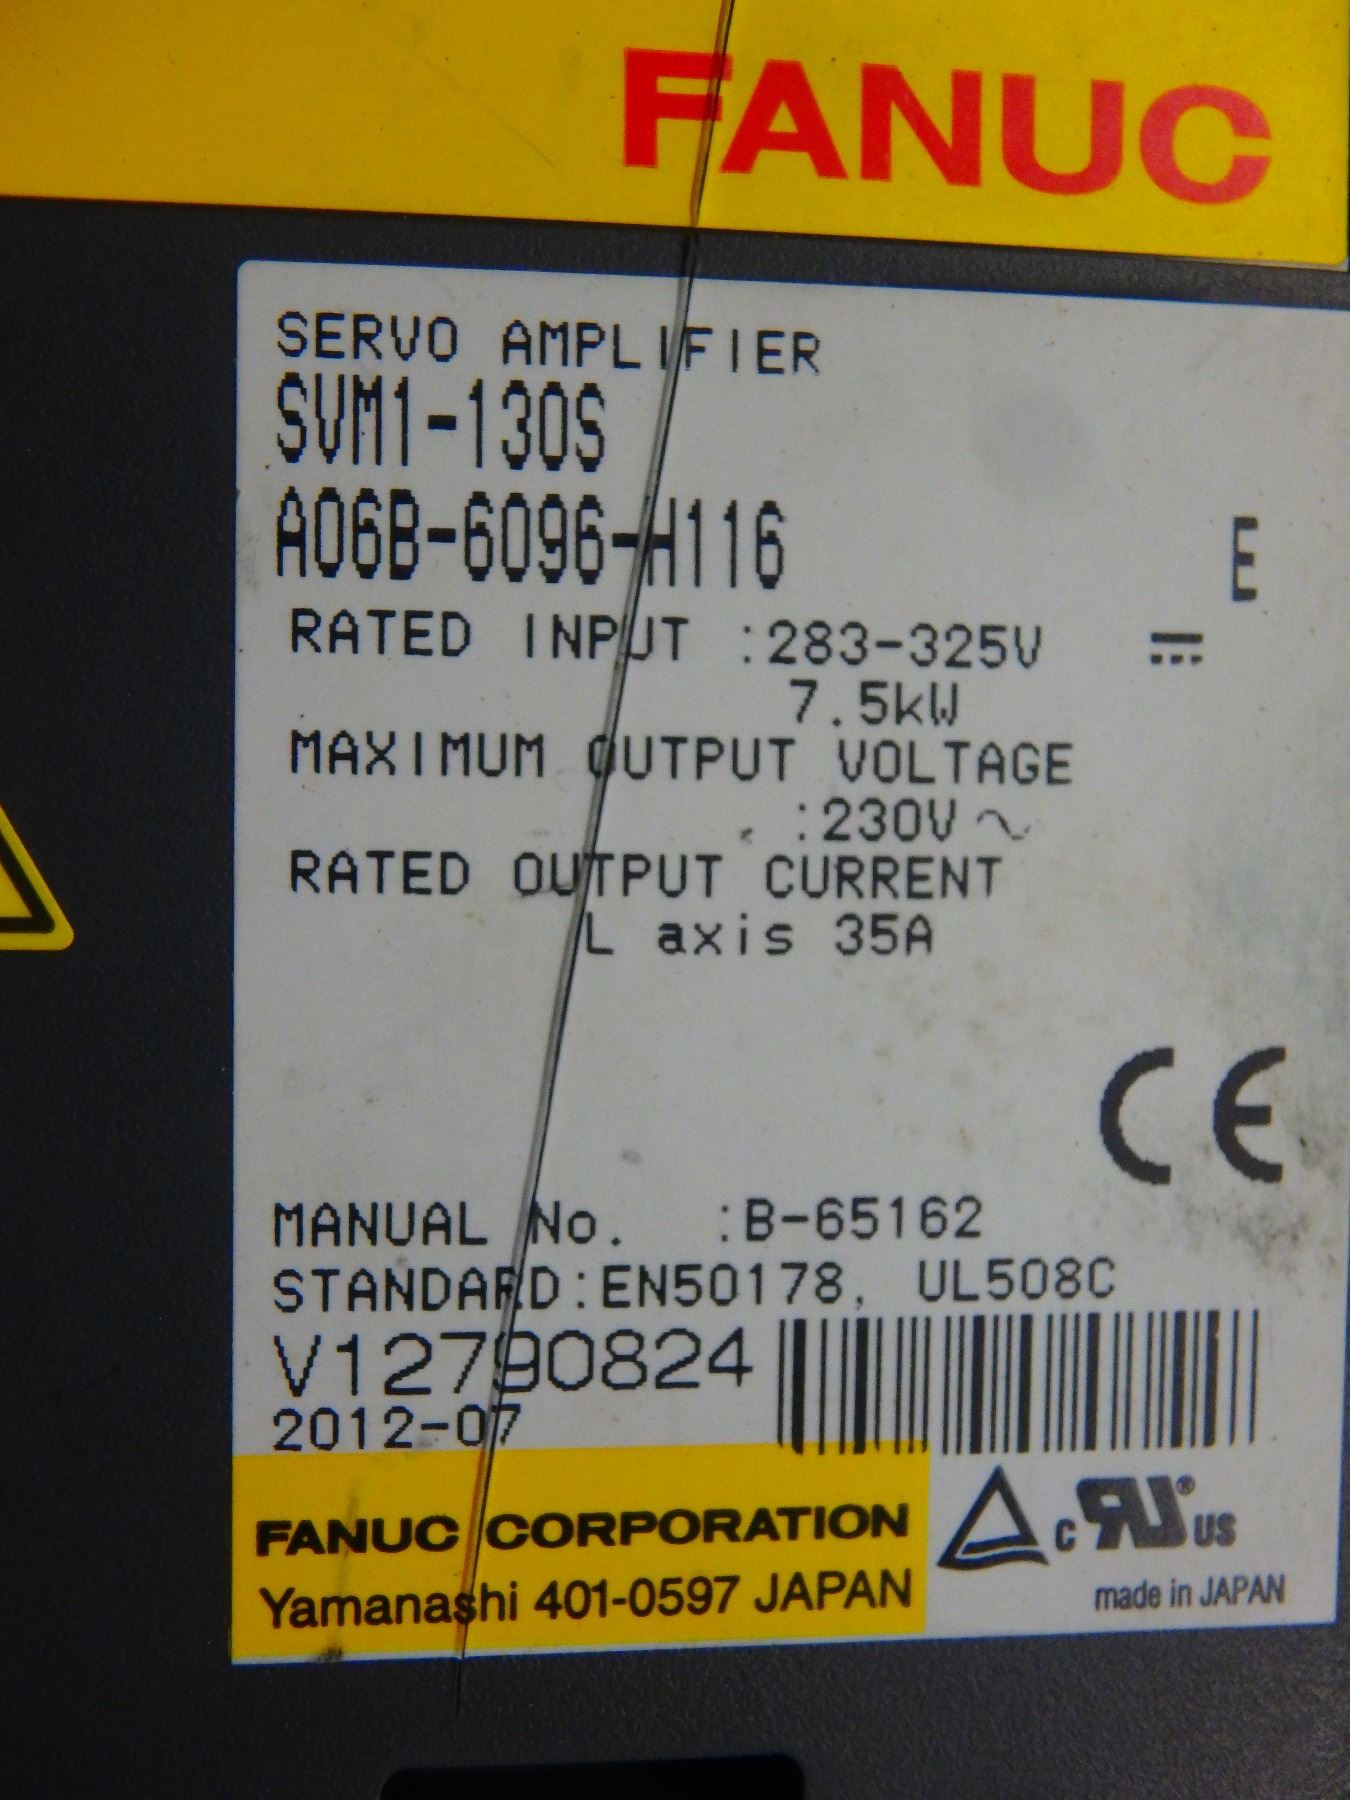 FANUC
SERVO AMPLIFIER
SVM1-130S
A06B-6096-H116 E
RATED INPUT :283-325V ⎓
7.5kW
MAXIMUM OUTPUT VOLTAGE
:230V ~
RATED OUTPUT CURRENT
L axis 35A
CE
MANUAL No. :B-65162
STANDARD:EN50178, UL508C
V12790824
2012-07
FANUC CORPORATION
Yamanashi 401-0597 JAPAN
c RU ® US
made in JAPAN